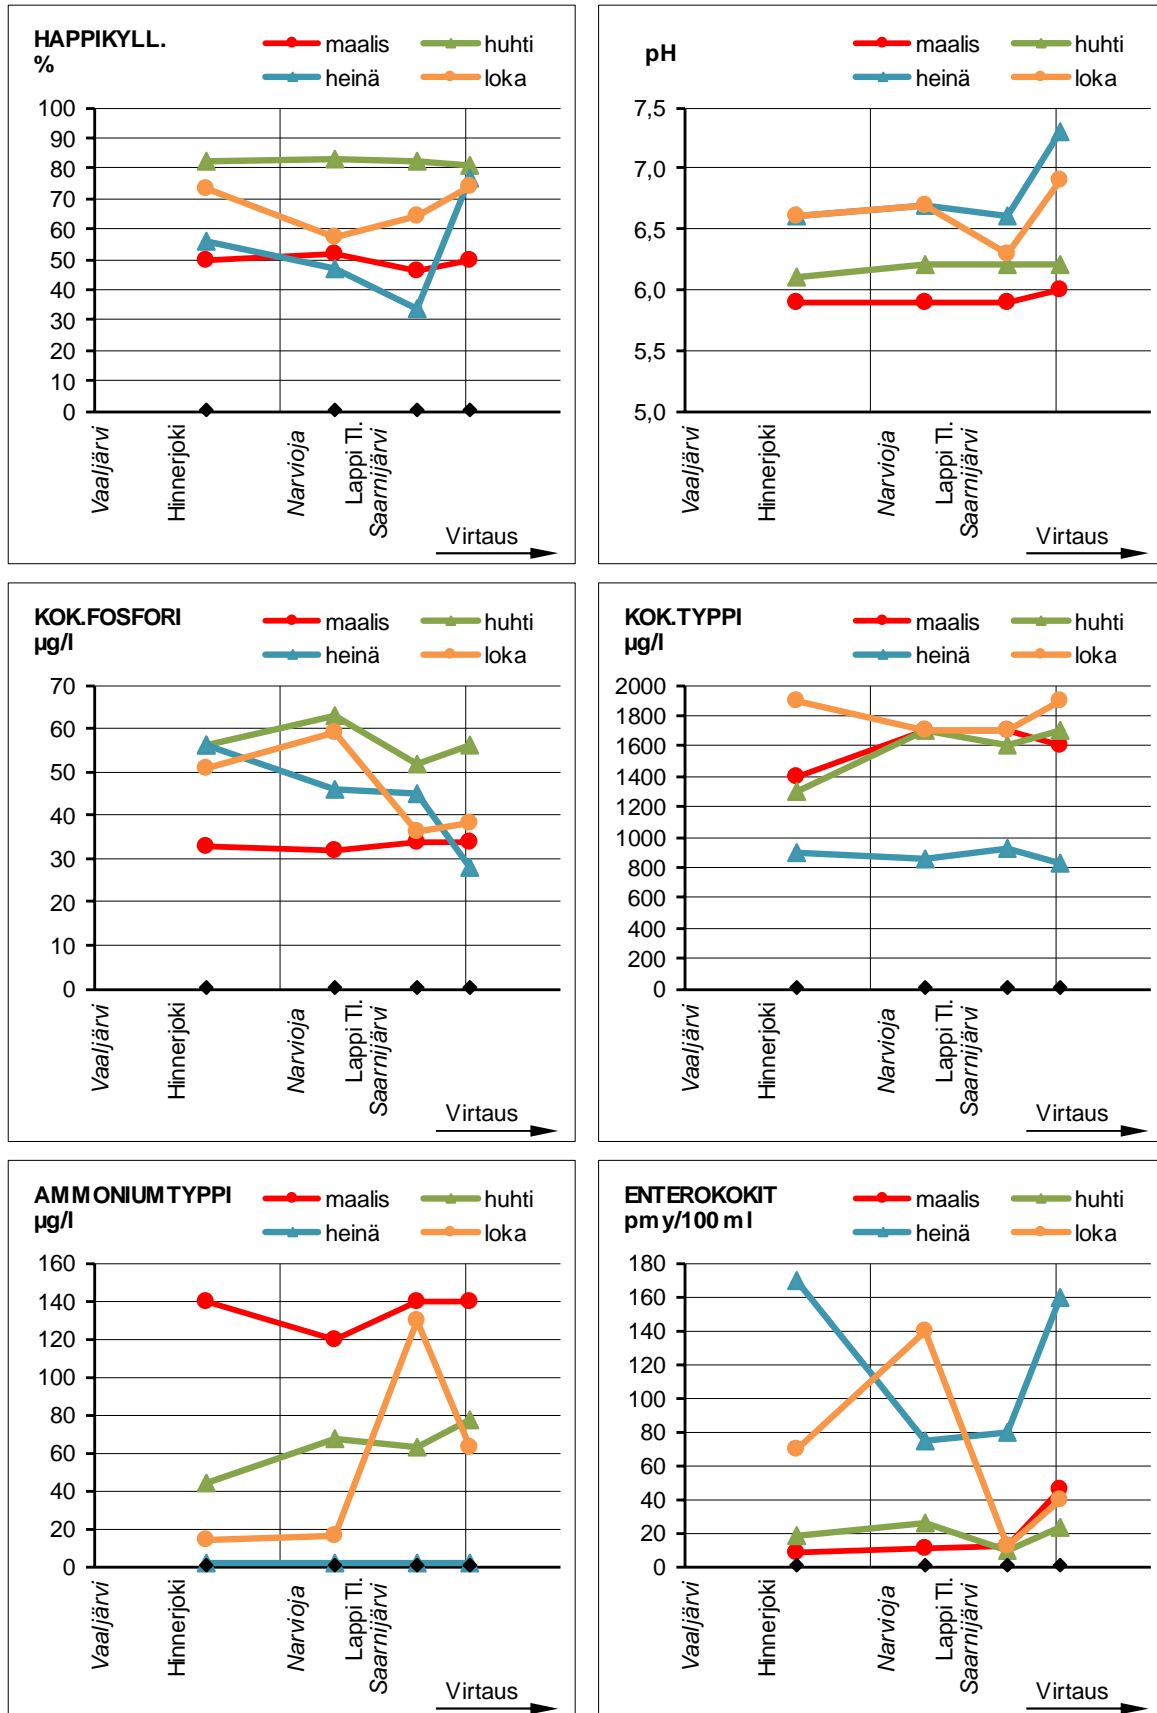 HAPPIKYLL.
%
maalis
huhti
heinä
loka
100
90
80
70
60
50
40
30
20
10
0
Vaaljärvi
Hinnerjoki
Narvioja
Lappi Tl.
Saarnijärvi
Virtaus
pH
maalis
huhti
heinä
loka
7,5
7,0
6,5
6,0
5,5
5,0
Vaaljärvi
Hinnerjoki
Narvioja
Lappi Tl.
Saarnijärvi
Virtaus
KOK.FOSFORI
µg/l
maalis
huhti
heinä
loka
70
60
50
40
30
20
10
0
Vaaljärvi
Hinnerjoki
Narvioja
Lappi Tl.
Saarnijärvi
Virtaus
KOK.TYPPI
µg/l
maalis
huhti
heinä
loka
2000
1800
1600
1400
1200
1000
800
600
400
200
0
Vaaljärvi
Hinnerjoki
Narvioja
Lappi Tl.
Saarnijärvi
Virtaus
AMMONIUMTYPPI
µg/l
maalis
huhti
heinä
loka
160
140
120
100
80
60
40
20
0
Vaaljärvi
Hinnerjoki
Narvioja
Lappi Tl.
Saarnijärvi
Virtaus
ENTEROKOKIT
pmy/100 ml
maalis
huhti
heinä
loka
180
160
140
120
100
80
60
40
20
0
Vaaljärvi
Hinnerjoki
Narvioja
Lappi Tl.
Saarnijärvi
Virtaus